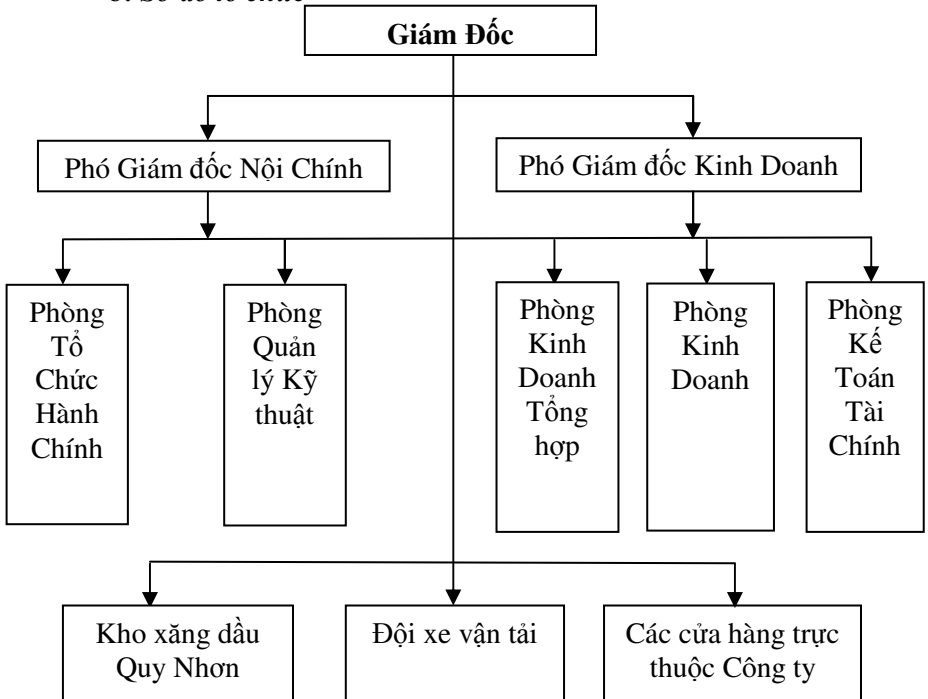 Giám Đốc
Phó Giám đốc Nội Chính
Phó Giám đốc Kinh Doanh
Phòng
Tổ
Chức
Hành
Chính
Phòng
Quản
lý Kỹ
thuật
Phòng
Kinh
Doanh
Tổng
hợp
Phòng
Kinh
Doanh
Phòng
Kế
Toán
Tài
Chính
Kho xăng dầu
Quy Nhơn
Đội xe vận tải
Các cửa hàng trực
thuộc Công ty